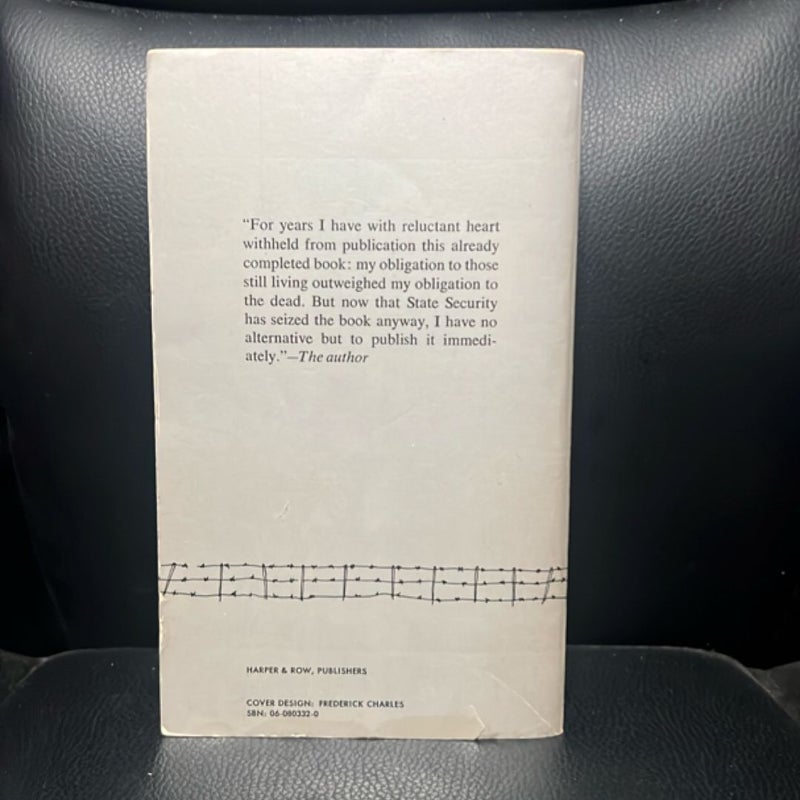 “For years I have with reluctant heart
withheld from publication this already
completed book: my obligation to those
still living outweighed my obligation to
the dead. But now that State Security
has seized the book anyway, I have no
alternative but to publish it immedi-
ately.”—The author
HARPER & ROW, PUBLISHERS
COVER DESIGN: FREDERICK CHARLES
SBN: 06-080332-0